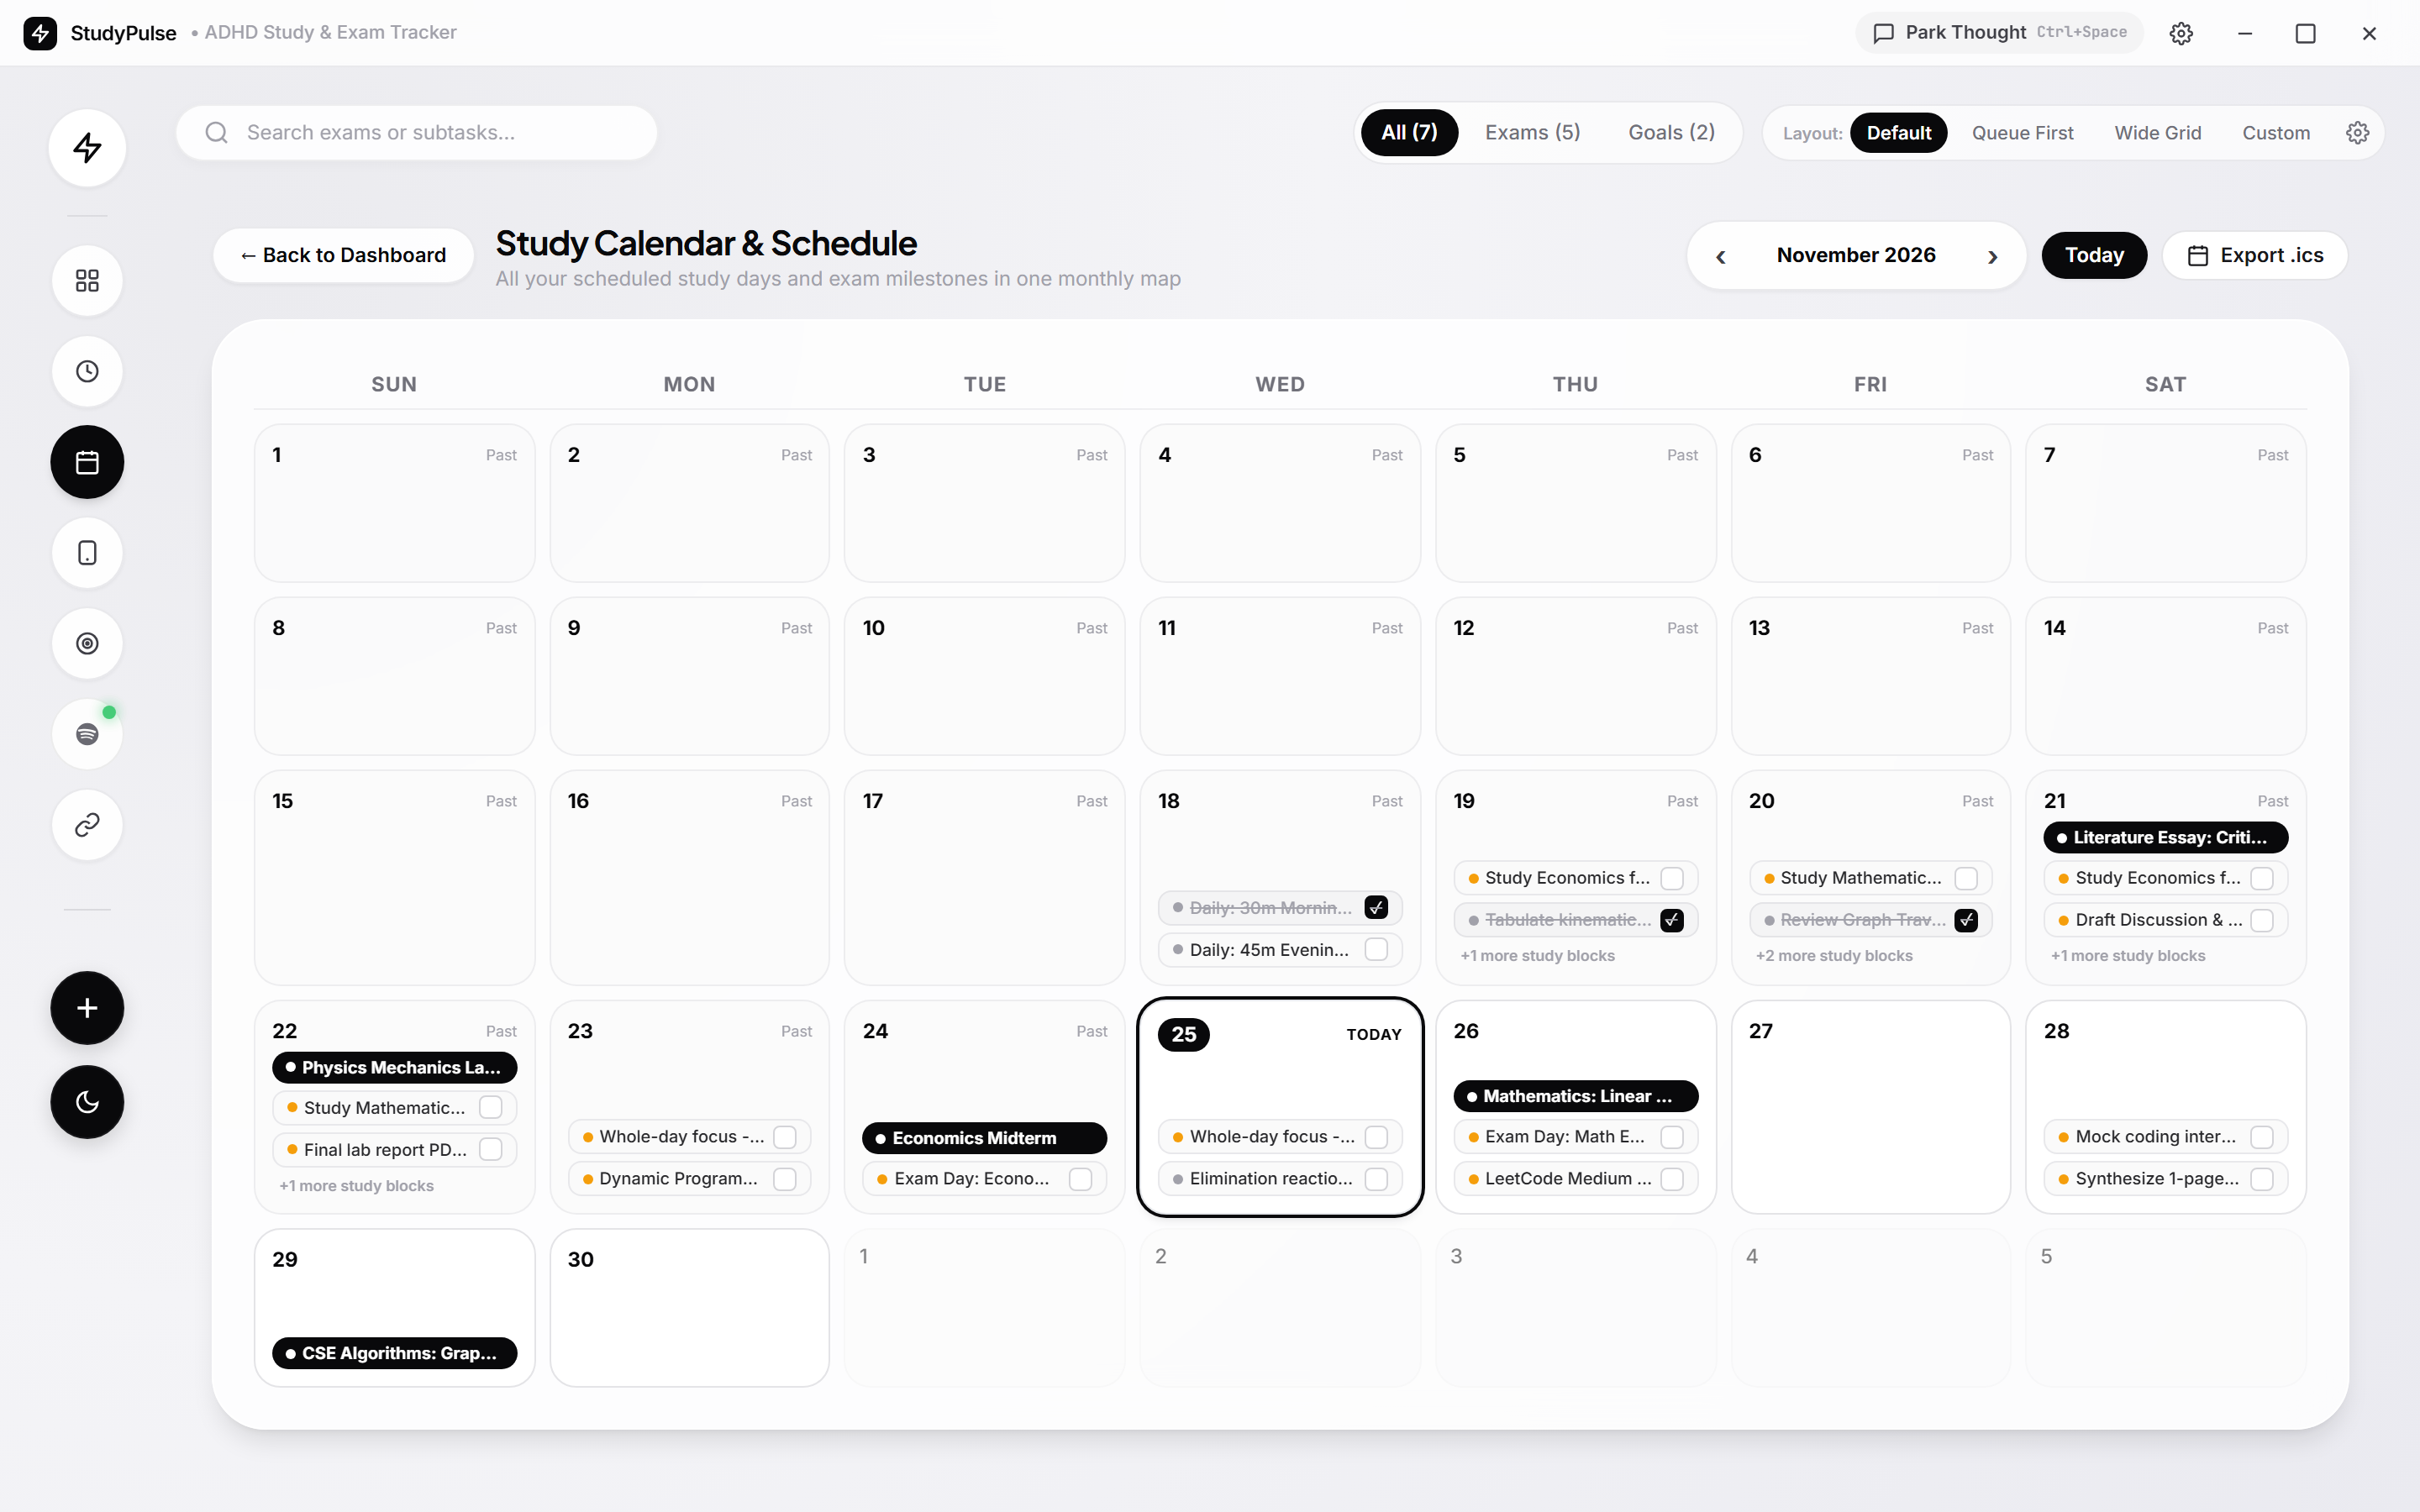 StudyPulse • ADHD Study & Exam Tracker
Park Thought Ctrl+Space
Search exams or subtasks...
All (7) Exams (5) Goals (2)
Layout: Default Queue First Wide Grid Custom
← Back to Dashboard
Study Calendar & Schedule
All your scheduled study days and exam milestones in one monthly map
‹ November 2026 ›
Today
Export .ics
SUN MON TUE WED THU FRI SAT
1 Past
2 Past
3 Past
4 Past
5 Past
6 Past
7 Past
8 Past
9 Past
10 Past
11 Past
12 Past
13 Past
14 Past
15 Past
16 Past
17 Past
18 Past
Daily: 30m Mornin...
Daily: 45m Evenin...
19 Past
Study Economics f...
Tabulate kinematic...
+1 more study blocks
20 Past
Study Mathematic...
Review Graph Trav...
+2 more study blocks
21 Past
Literature Essay: Criti...
Study Economics f...
Draft Discussion & ...
+1 more study blocks
22 Past
Physics Mechanics La...
Study Mathematic...
Final lab report PD...
+1 more study blocks
23 Past
Whole-day focus -...
Dynamic Program...
24 Past
Economics Midterm
Exam Day: Econo...
25 TODAY
Whole-day focus -...
Elimination reactio...
26
Mathematics: Linear ...
Exam Day: Math E...
LeetCode Medium ...
27
28
Mock coding inter...
Synthesize 1-page...
29
CSE Algorithms: Grap...
30
1
2
3
4
5